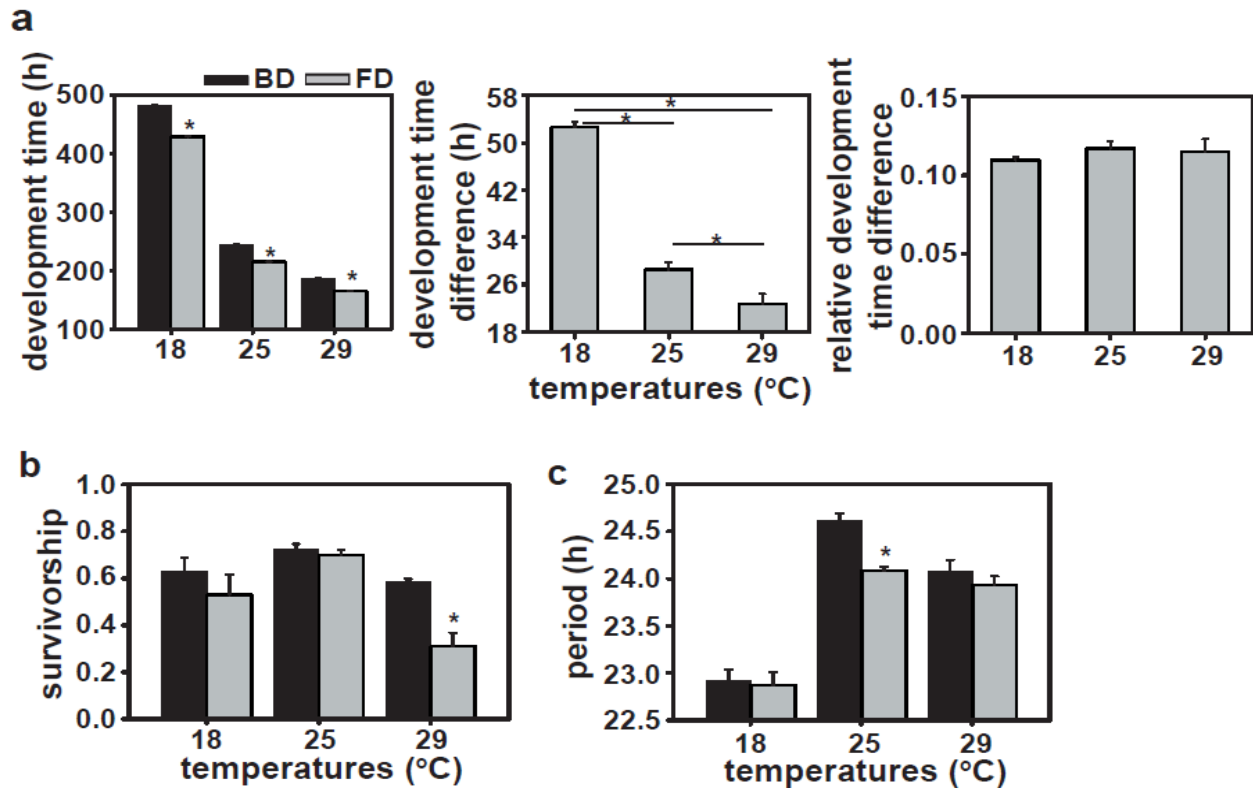 a
BD FD
development time (h)
500
400
300
200
100
* * *
18 25 29
development time
difference (h)
58
50
42
34
26
18
*
*
*
18 25 29
temperatures (°C)
relative development
time difference
0.15
0.10
0.05
0.00
18 25 29
b
survivorship
1.0
0.8
0.6
0.4
0.2
0.0
*
18 25 29
temperatures (°C)
c
period (h)
25.0
24.5
24.0
23.5
23.0
22.5
*
18 25 29
temperatures (°C)